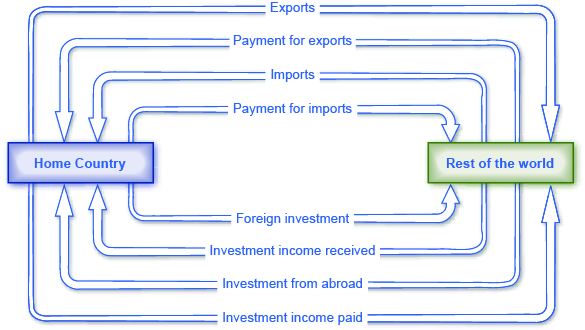 Exports
Payment for exports
Imports
Payment for imports
Home Country
Rest of the world
Foreign investment
Investment income received
Investment from abroad
Investment income paid